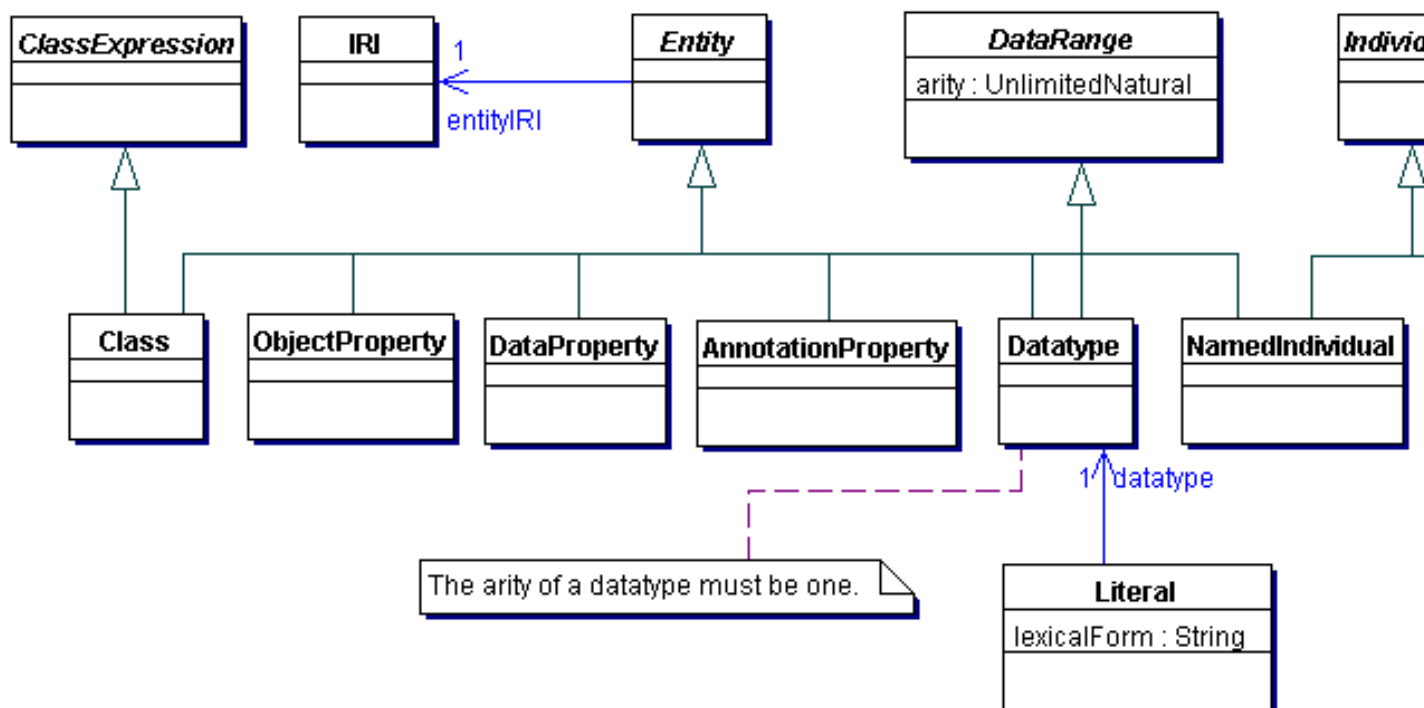 ClassExpression
IRI
Entity
DataRange
1
entityIRI
arity : UnlimitedNatural
Class
ObjectProperty
DataProperty
AnnotationProperty
Datatype
NamedIndividual
1 datatype
The arity of a datatype must be one.
Literal
lexicalForm : String